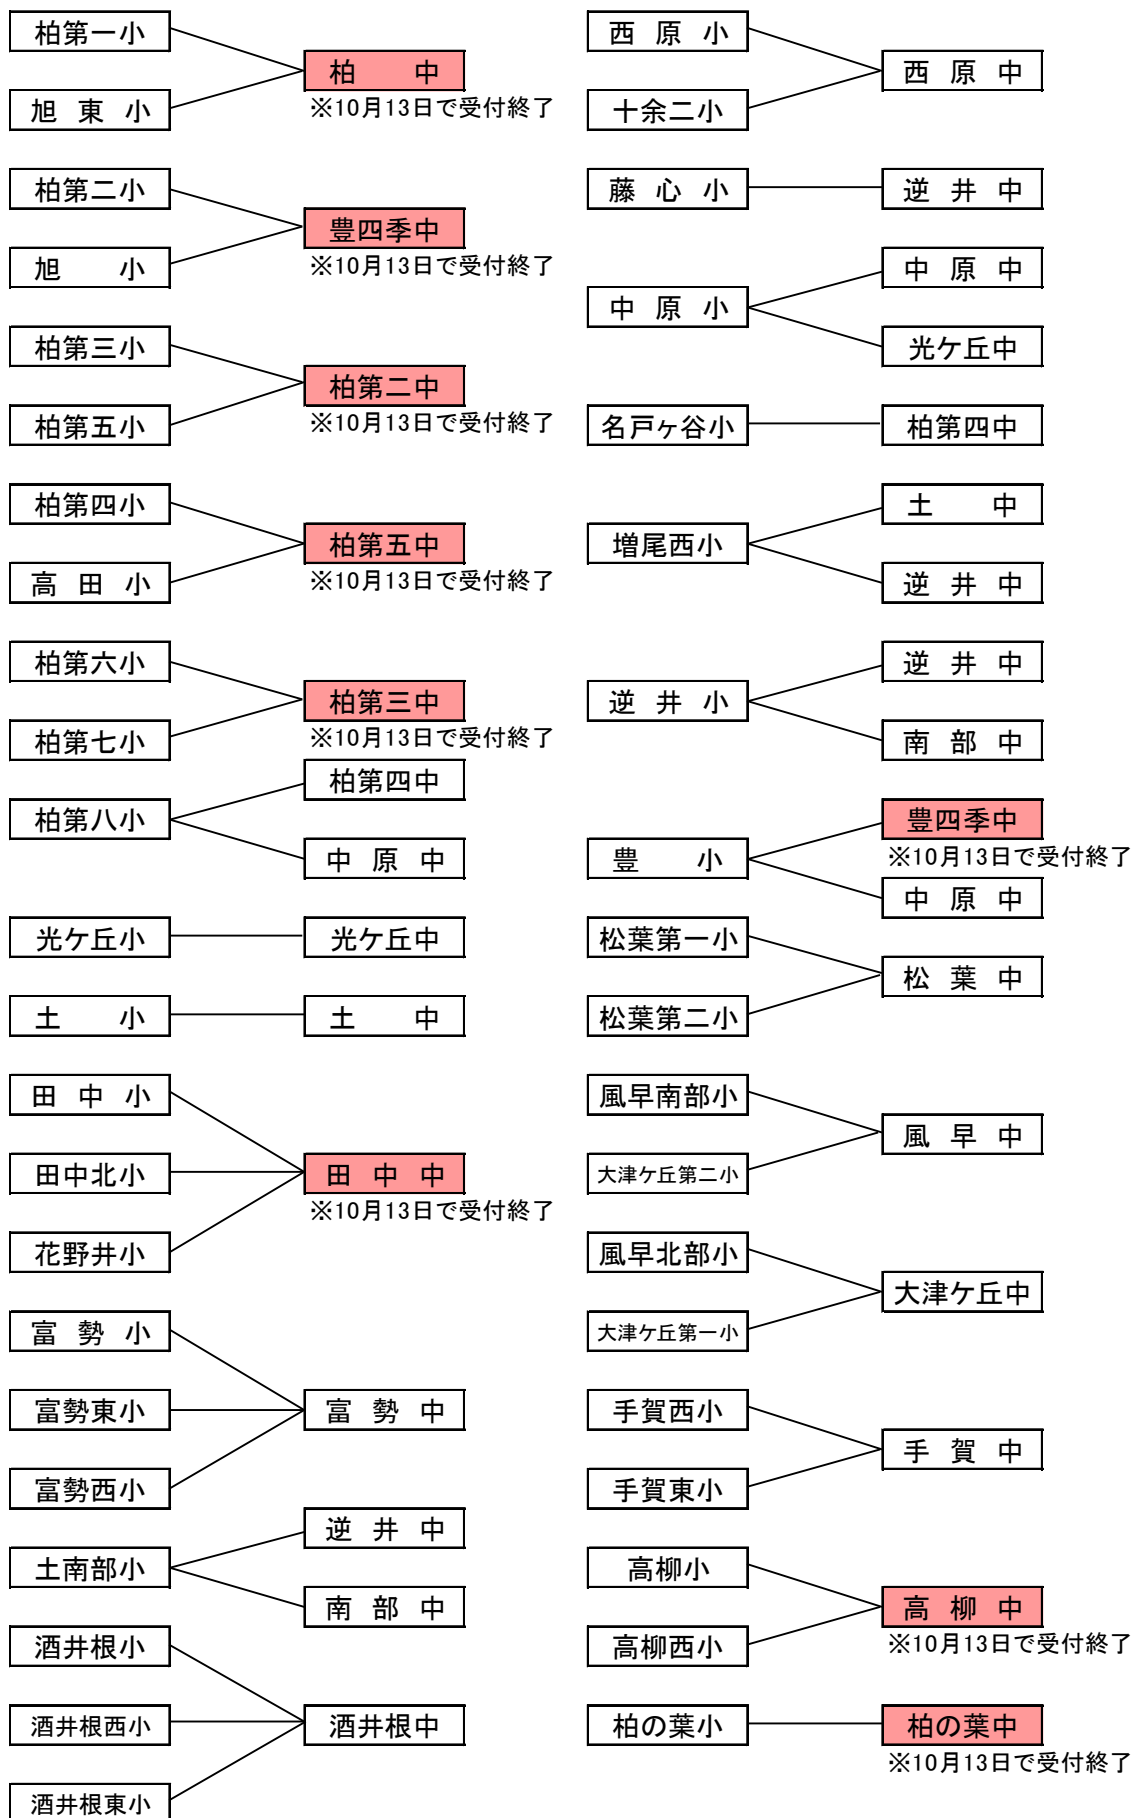 柏第一小
柏　　中
※10月13日で受付終了
旭　東　小
柏第二小
豊四季中
※10月13日で受付終了
旭　　小
柏第三小
柏第二中
※10月13日で受付終了
柏第五小
柏第四小
柏第五中
※10月13日で受付終了
高　田　小
柏第六小
柏第三中
※10月13日で受付終了
柏第七小
柏第四中
柏第八小
中　原　中
光ケ丘小
光ケ丘中
土　　小
土　　中
田　中　小
田中北小
田　中　中
※10月13日で受付終了
花野井小
富　勢　小
富勢東小
富　勢　中
富勢西小
逆　井　中
土南部小
南　部　中
酒井根小
酒井根西小
酒井根中
酒井根東小
西　原　小
西　原　中
十余二小
藤　心　小
逆　井　中
中　原　中
中　原　小
光ケ丘中
名戸ヶ谷小
柏第四中
土　　中
増尾西小
逆　井　中
逆　井　中
逆　井　小
南　部　中
豊四季中
※10月13日で受付終了
豊　　小
中　原　中
松葉第一小
松　葉　中
松葉第二小
風早南部小
風　早　中
大津ケ丘第二小
風早北部小
大津ケ丘中
大津ケ丘第一小
手賀西小
手　賀　中
手賀東小
高柳小
高　柳　中
※10月13日で受付終了
高柳西小
柏の葉小
柏の葉中
※10月13日で受付終了